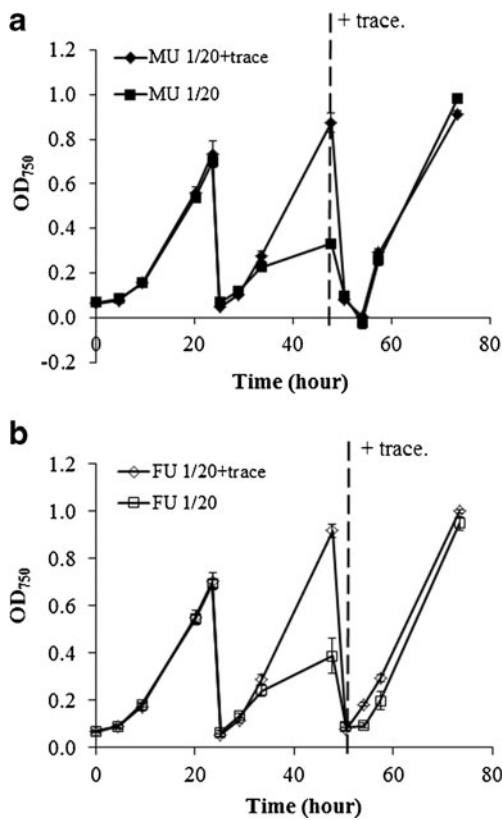 a
+ trace.
1.2
MU 1/20+trace
1.0
MU 1/20
0.8
0.6
0.4
0.2
0.0
-0.2
OD750
0 20 40 60 80
Time (hour)
b
+ trace.
1.2
FU 1/20+trace
1.0
FU 1/20
0.8
0.6
0.4
0.2
0.0
OD750
0 20 40 60 80
Time (hour)